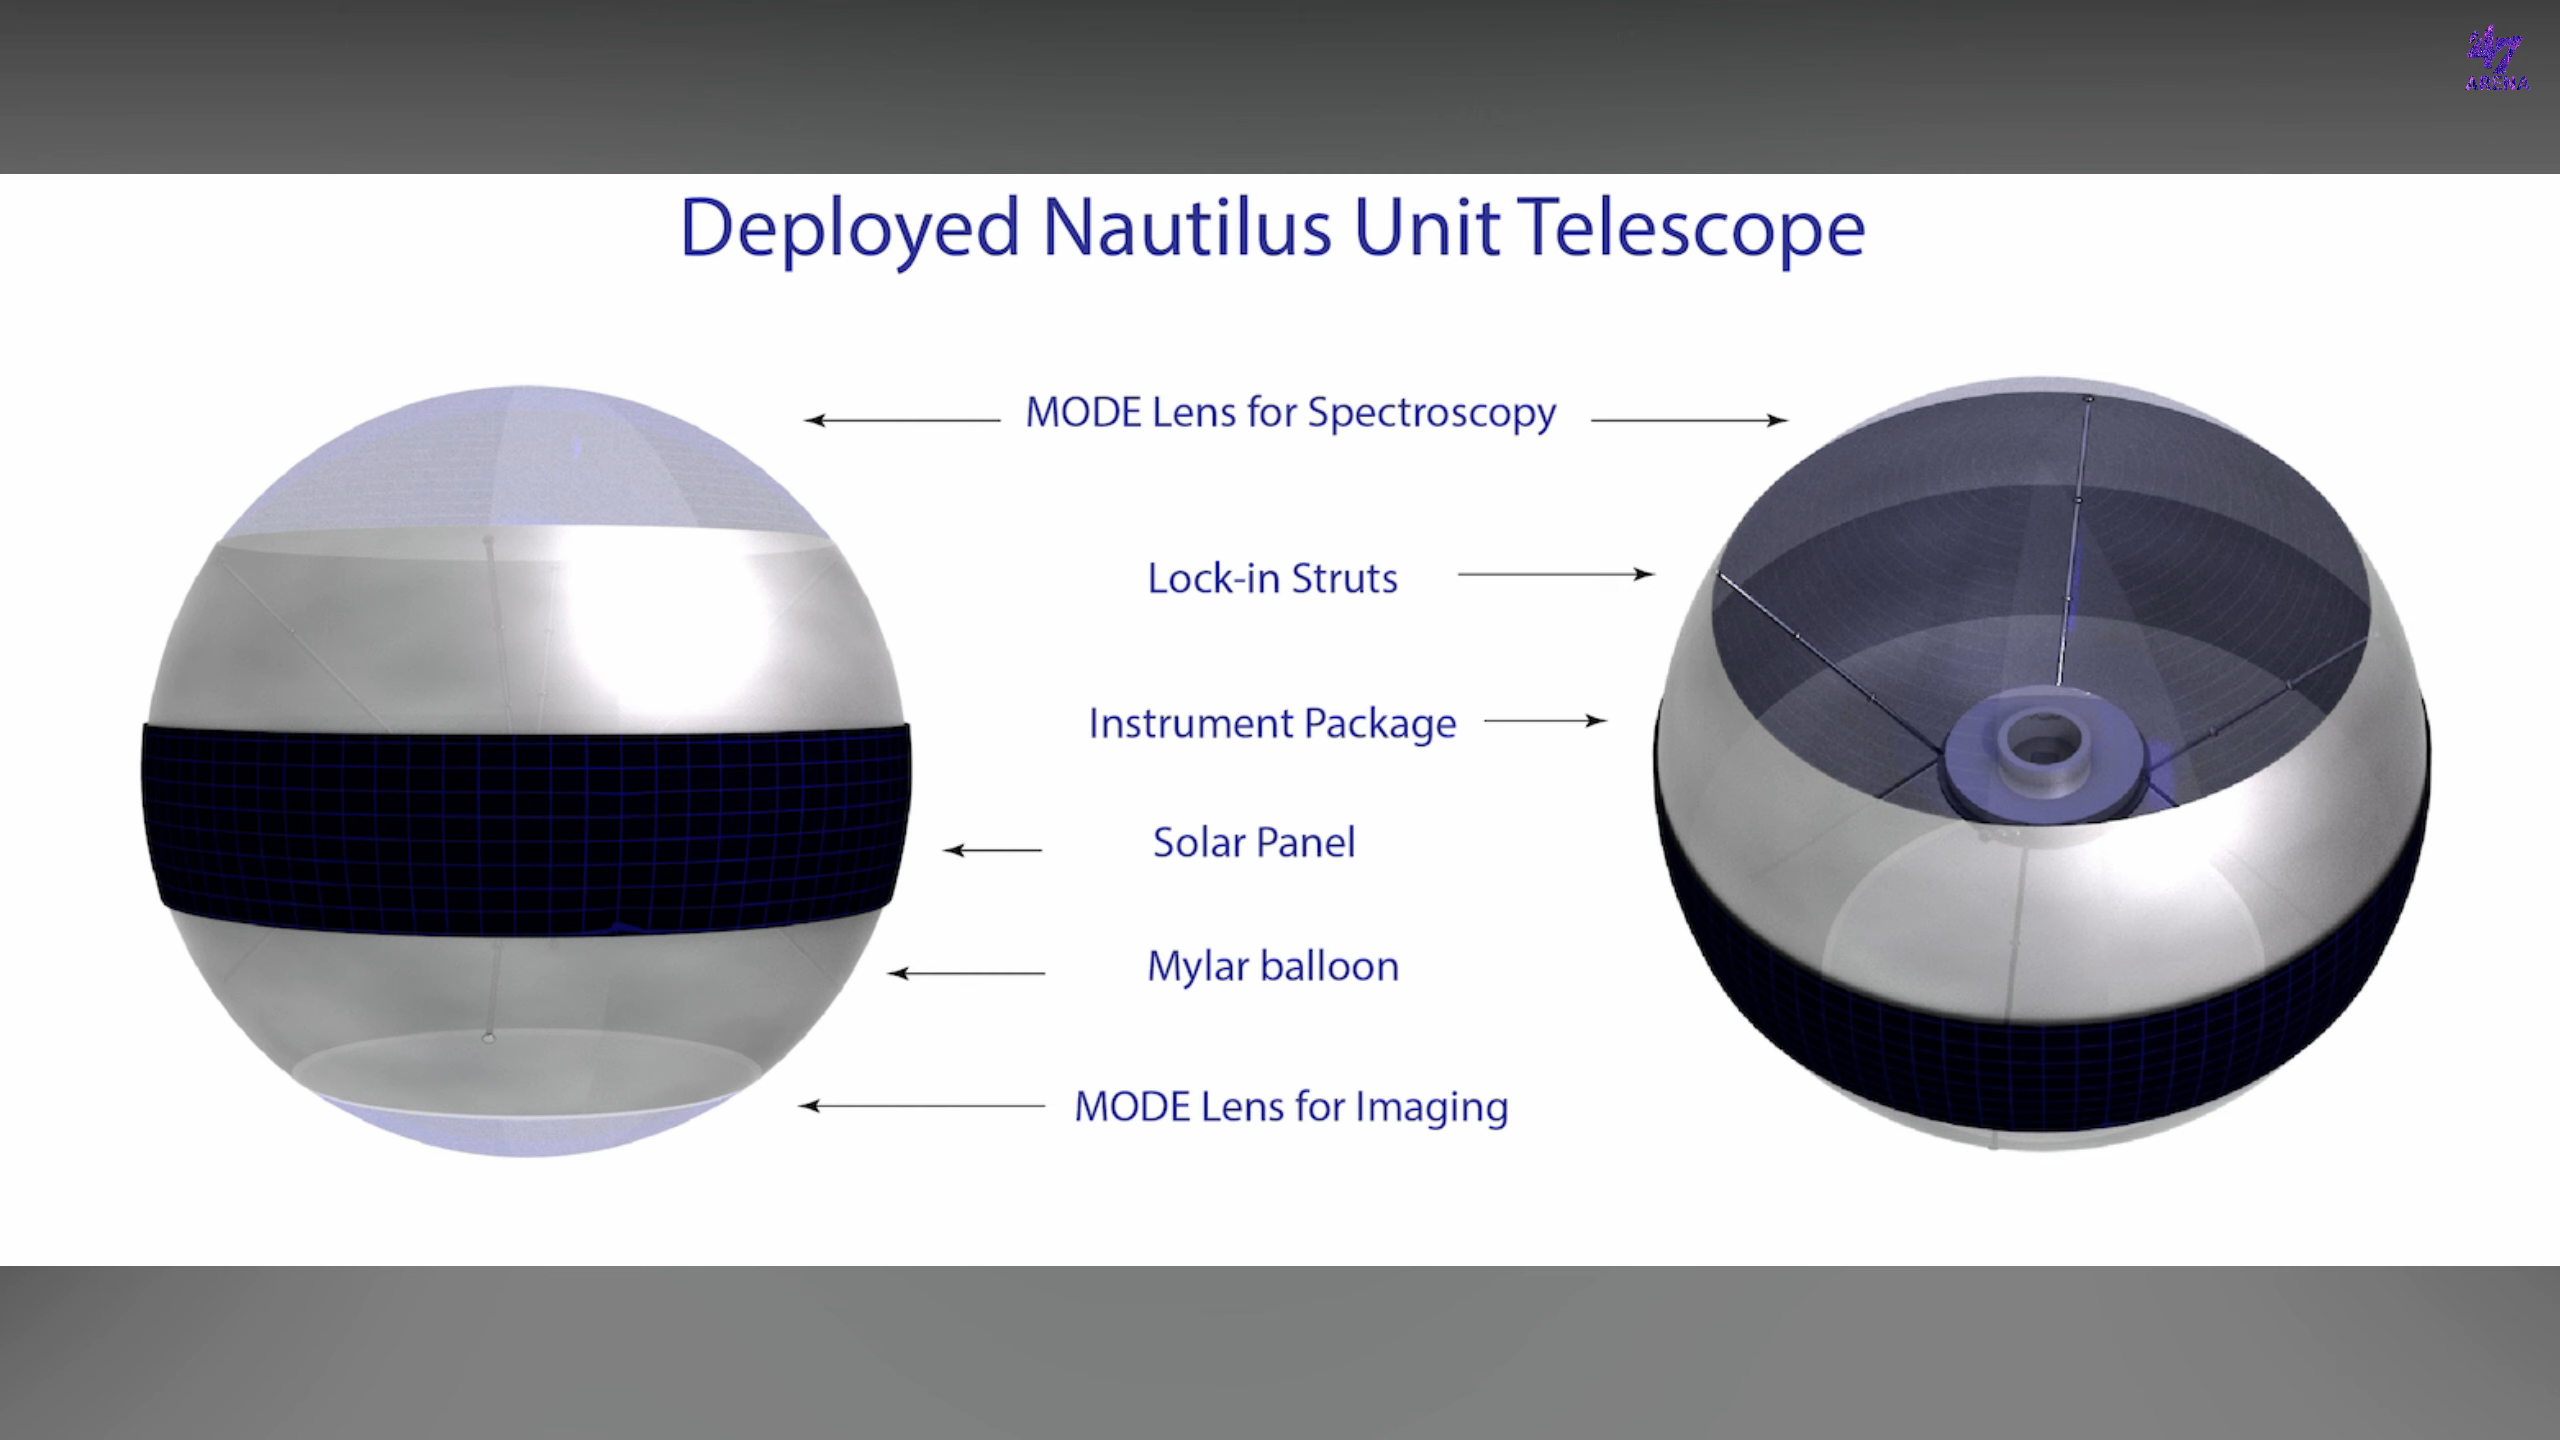 Deployed Nautilus Unit Telescope
MODE Lens for Spectroscopy
Lock-in Struts
Instrument Package
Solar Panel
Mylar balloon
MODE Lens for Imaging
ARENA